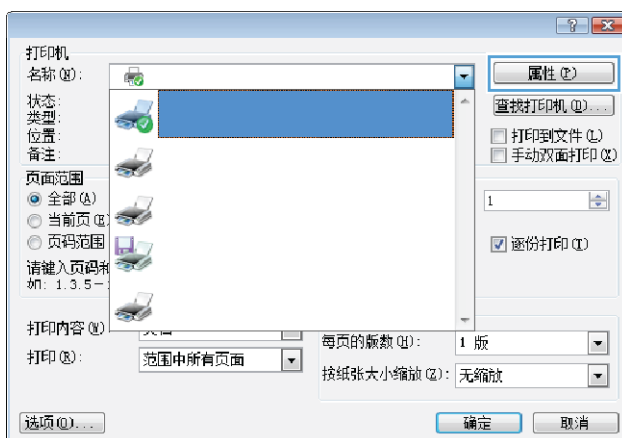 打印机
名称(N):
属性(P)
状态:
类型:
查找打印机(D)...
位置:
打印到文件(L)
备注:
手动双面打印(X)
页面范围
全部(A)
1
当前页(E)
页码范围
逐份打印(T)
请键入页码和
如: 1.3.5-
打印内容(W)
每页的版数(H):
1 版
打印(R):
范围中所有页面
按纸张大小缩放(Z):
无缩放
选项(O)...
确定
取消